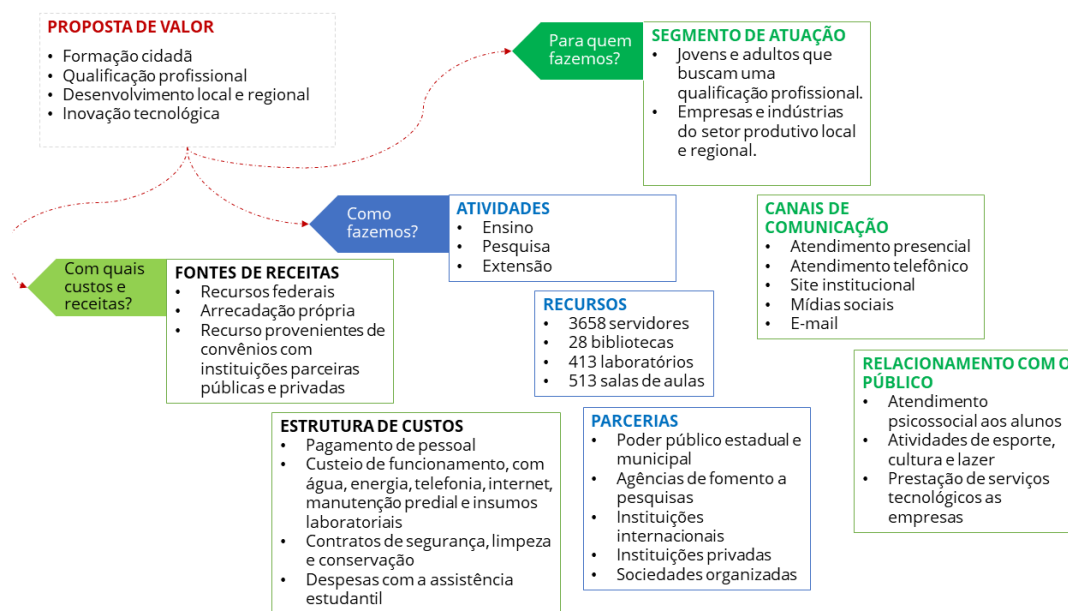 PROPOSTA DE VALOR
• Formação cidadã
• Qualificação profissional
• Desenvolvimento local e regional
• Inovação tecnológica
Para quem
fazemos?
SEGMENTO DE ATUAÇÃO
• Jovens e adultos que
buscam uma
qualificação profissional.
• Empresas e indústrias
do setor produtivo local
e regional.
Como
fazemos?
ATIVIDADES
• Ensino
• Pesquisa
• Extensão
CANAIS DE
COMUNICAÇÃO
• Atendimento presencial
• Atendimento telefônico
• Site institucional
• Mídias sociais
• E-mail
Com quais
custos e
receitas?
FONTES DE RECEITAS
• Recursos federais
• Arrecadação própria
• Recurso provenientes de
convênios com
instituições parceiras
públicas e privadas
RECURSOS
• 3658 servidores
• 28 bibliotecas
• 413 laboratórios
• 513 salas de aulas
RELACIONAMENTO COM O
PÚBLICO
• Atendimento
psicossocial aos alunos
• Atividades de esporte,
cultura e lazer
• Prestação de serviços
tecnológicos as
empresas
ESTRUTURA DE CUSTOS
• Pagamento de pessoal
• Custeio de funcionamento, com
água, energia, telefonia, internet,
manutenção predial e insumos
laboratoriais
• Contratos de segurança, limpeza
e conservação
• Despesas com a assistência
estudantil
PARCERIAS
• Poder público estadual e
municipal
• Agências de fomento a
pesquisas
• Instituições
internacionais
• Instituições privadas
• Sociedades organizadas